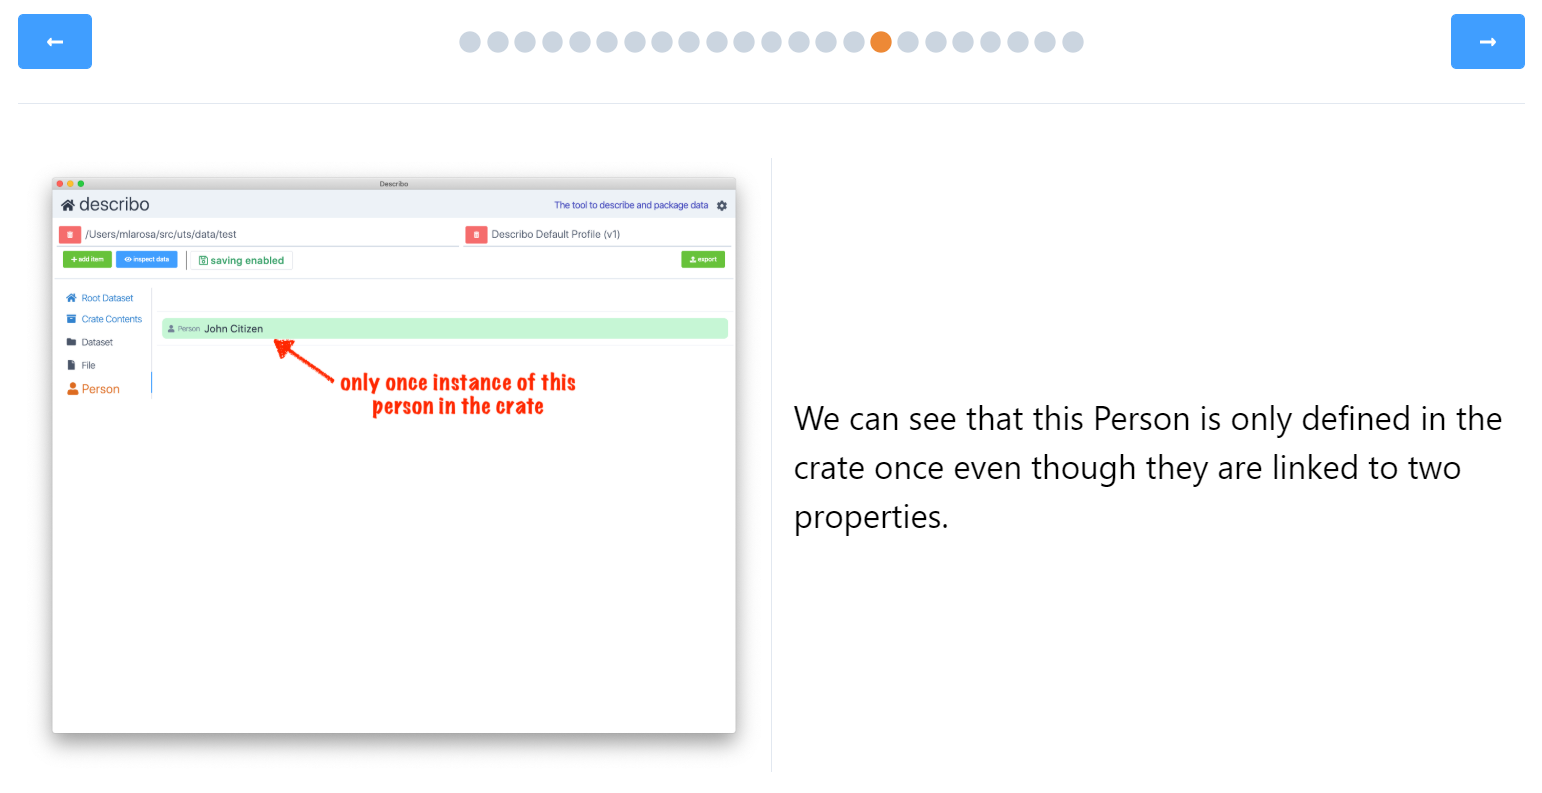 Describo
describo
The tool to describe and package data
/Users/mlarosa/src/uts/data/test
Describo Default Profile (v1)
+ add item
inspect data
saving enabled
export
Root Dataset
Crate Contents
Dataset
File
Person
Person John Citizen
only once instance of this
person in the crate
We can see that this Person is only defined in the
crate once even though they are linked to two
properties.